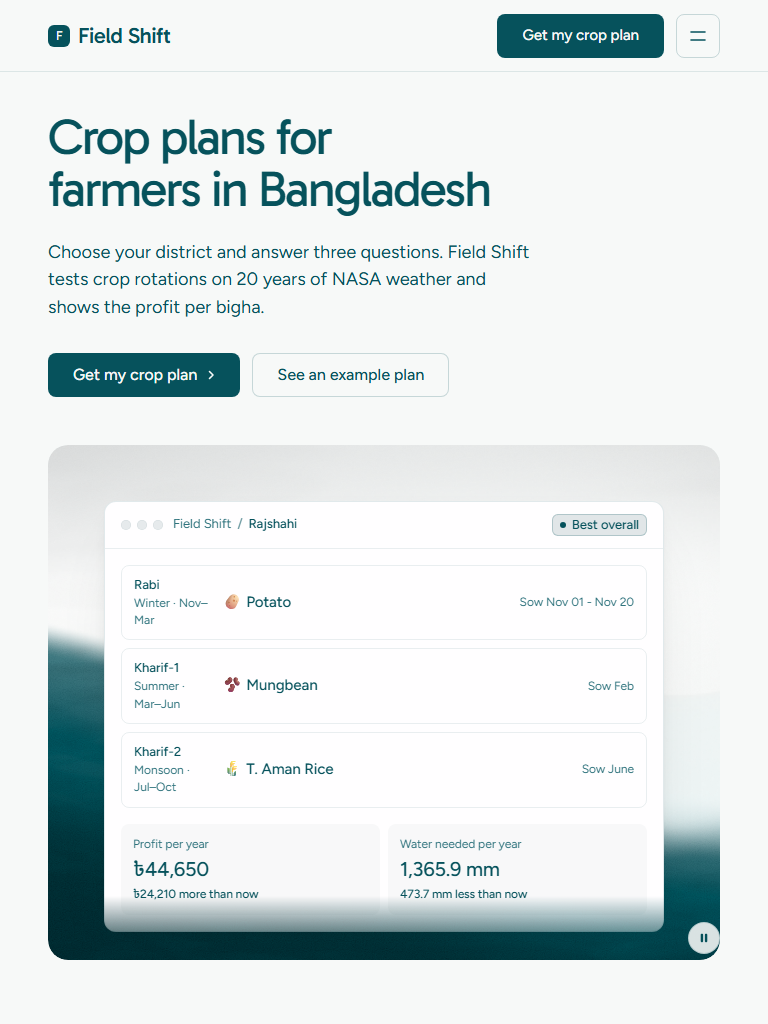 F Field Shift
Get my crop plan
Crop plans for
farmers in Bangladesh
Choose your district and answer three questions. Field Shift
tests crop rotations on 20 years of NASA weather and
shows the profit per bigha.
Get my crop plan
See an example plan
Field Shift / Rajshahi
Best overall
Rabi
Winter · Nov–
Mar
Potato
Sow Nov 01 - Nov 20
Kharif-1
Summer ·
Mar–Jun
Mungbean
Sow Feb
Kharif-2
Monsoon ·
Jul–Oct
T. Aman Rice
Sow June
Profit per year
৳44,650
৳24,210 more than now
Water needed per year
1,365.9 mm
473.7 mm less than now